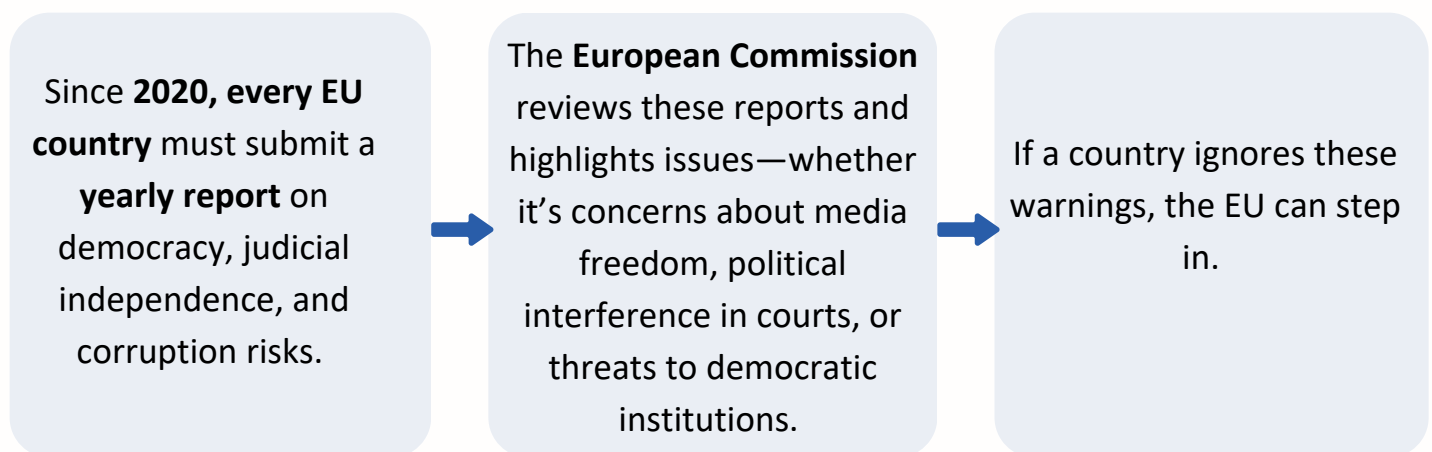 Since 2020, every EU
country must submit a
yearly report on
democracy, judicial
independence, and
corruption risks.
The European Commission
reviews these reports and
highlights issues—whether
it’s concerns about media
freedom, political
interference in courts, or
threats to democratic
institutions.
If a country ignores these
warnings, the EU can step
in.